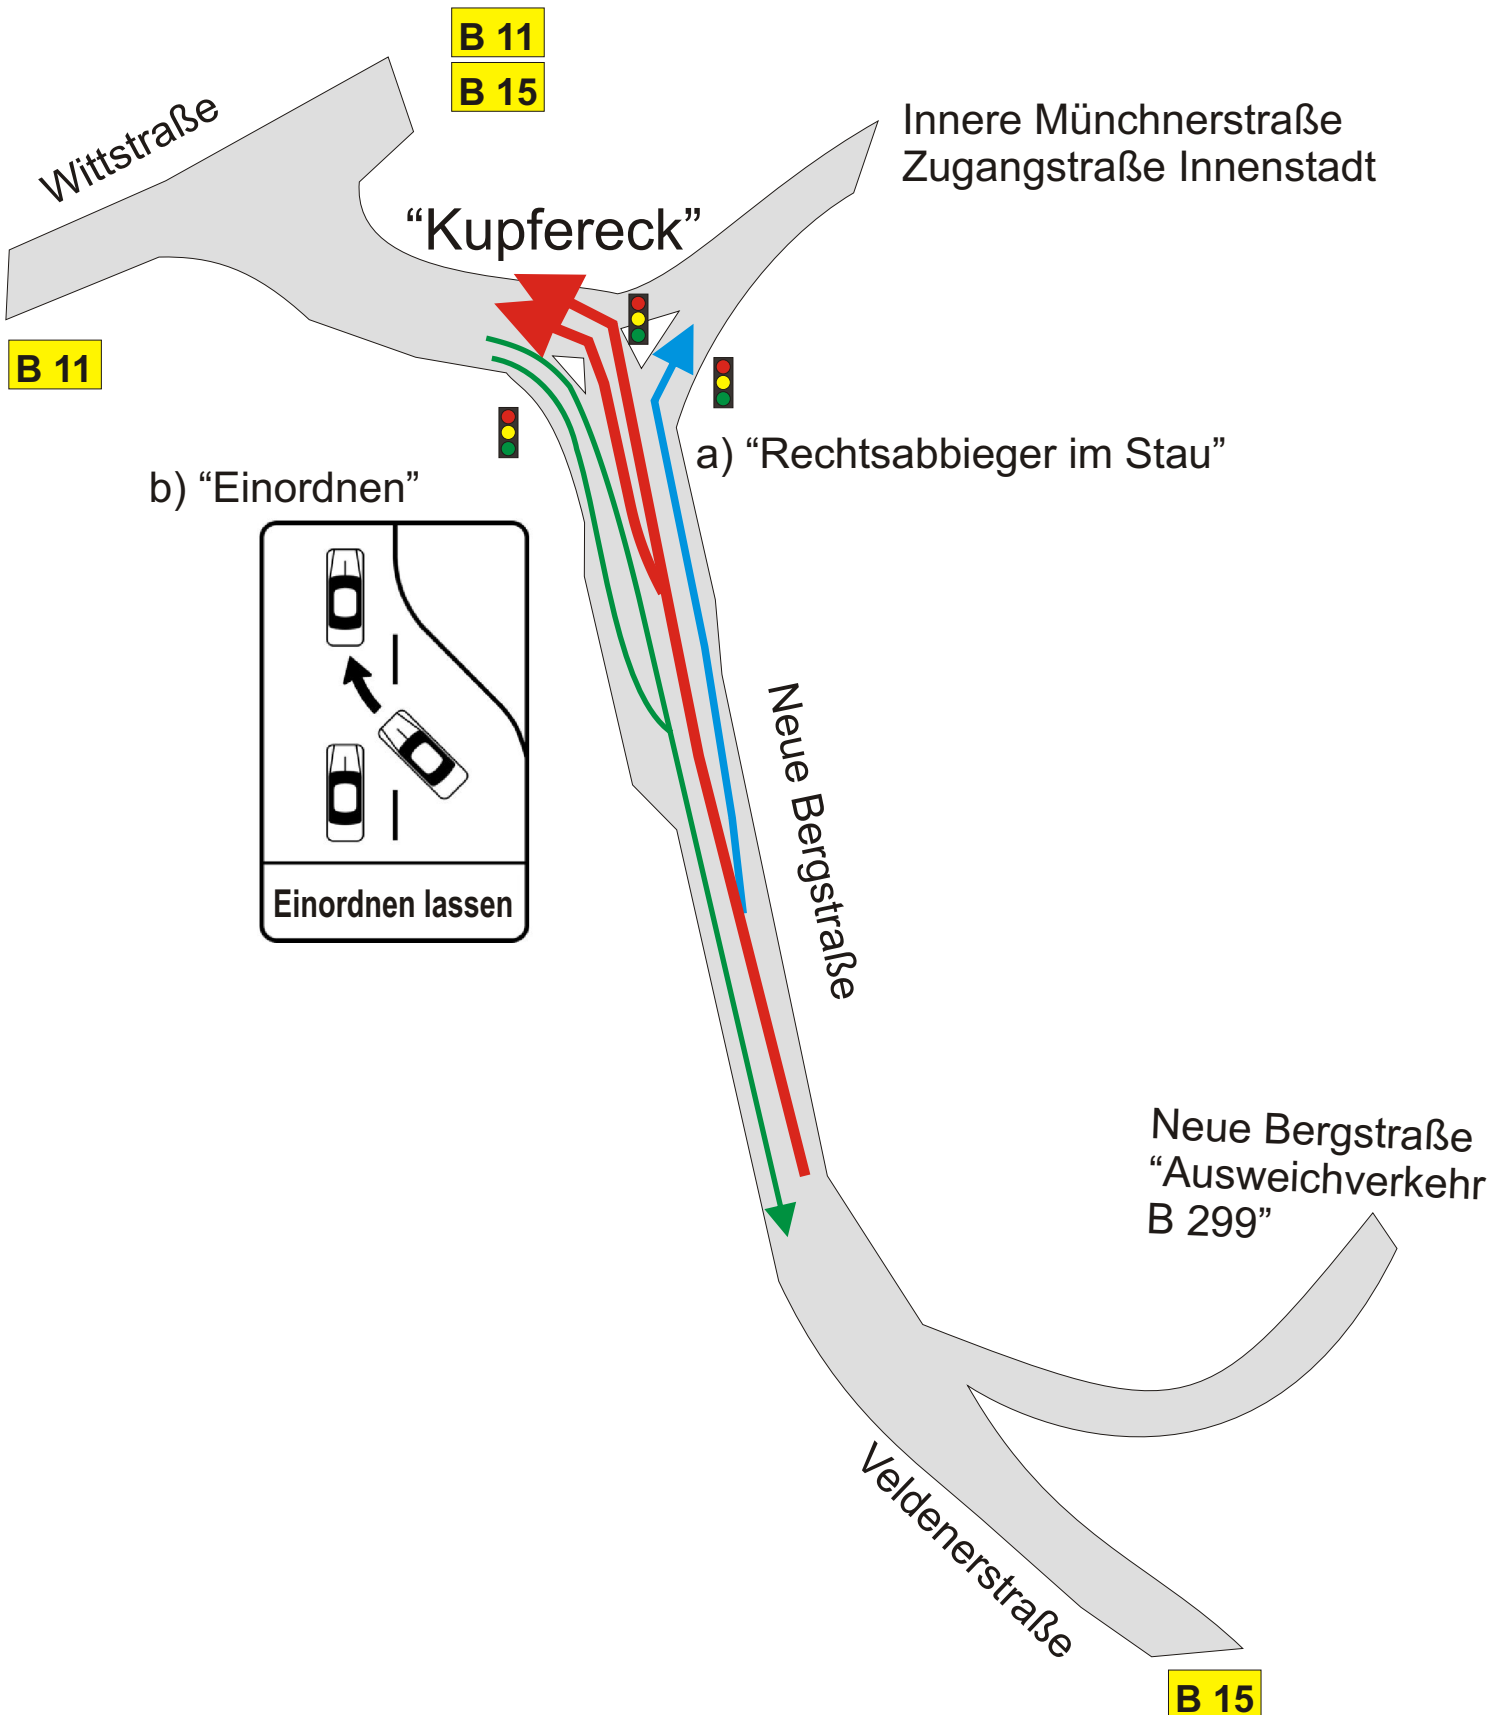 B 11
B 15
Wittstraße
Innere Münchnerstraße
Zugangstraße Innenstadt
“Kupfereck”
B 11
a) “Rechtsabbieger im Stau”
b) “Einordnen”
Einordnen lassen
Neue Bergstraße
Neue Bergstraße
“Ausweichverkehr
B 299”
Veldenerstraße
B 15